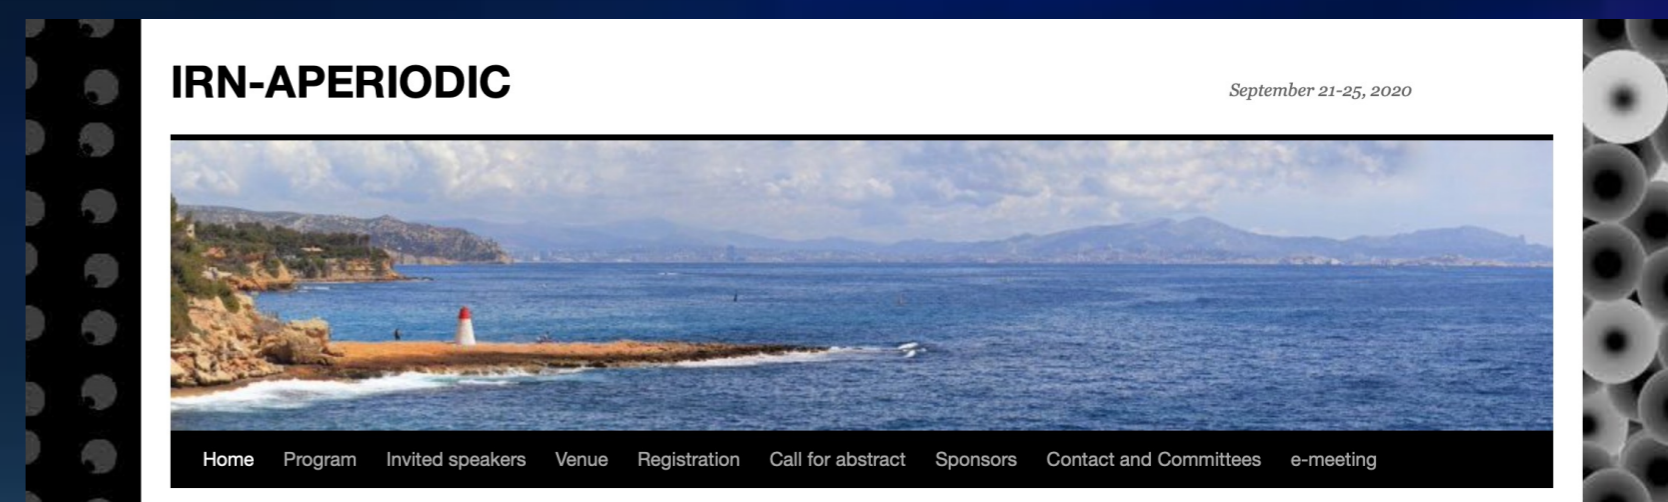 IRN-APERIODIC
September 21-25, 2020
Home Program Invited speakers Venue Registration Call for abstract Sponsors Contact and Committees e-meeting